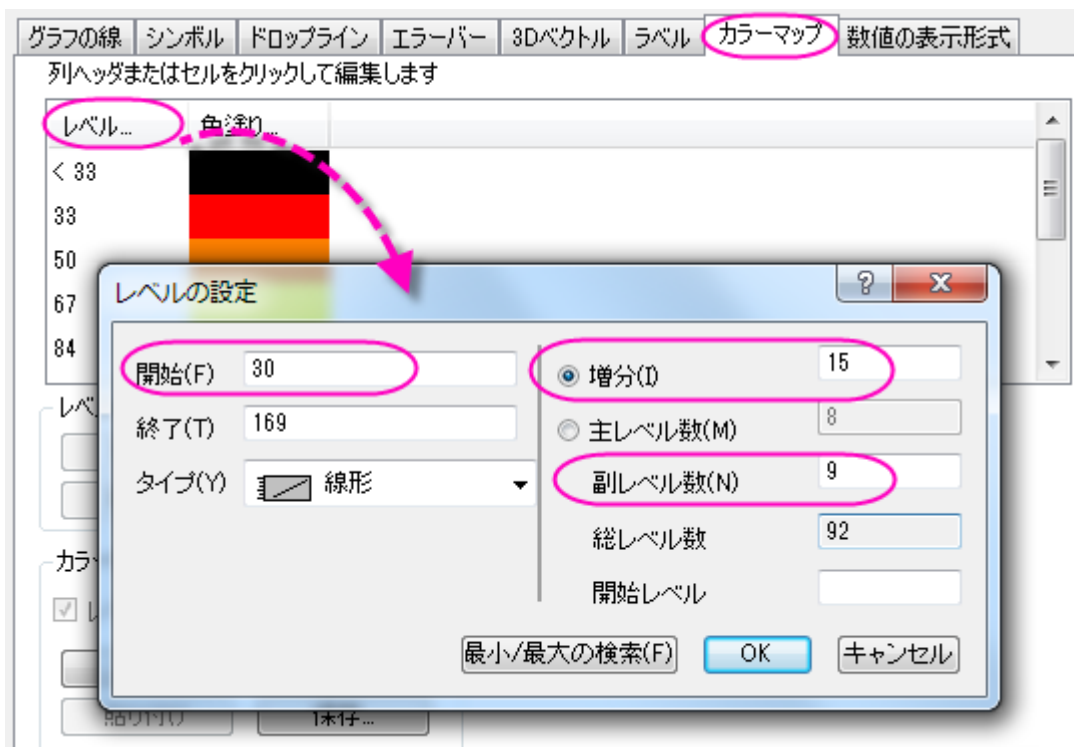 グラフの線 シンボル ドロップライン エラーバー 3Dベクトル ラベル カラーマップ 数値の表示形式
列ヘッダまたはセルをクリックして編集します
レベル... 色塗り...
< 33
33
50
67
84
レベルの設定
開始(F) 30
終了(T) 169
タイプ(Y) 線形
増分(I) 15
主レベル数(M) 8
副レベル数(N) 9
総レベル数 92
開始レベル
最小/最大の検索(F) OK キャンセル
貼り付け 保存...